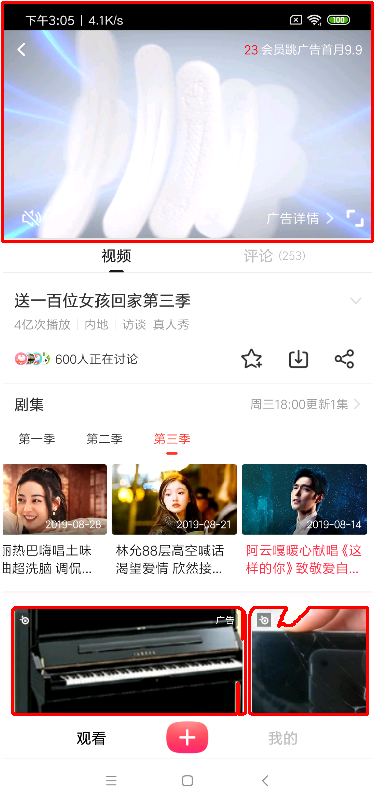 下午3:05 | 4.1K/s
100
23 会员跳广告首月9.9
广告详情
视频
评论 (253)
送一百位女孩回家第三季
4亿次播放 | 内地 | 访谈 真人秀
600人正在讨论
剧集
周三18:00更新1集
第一季
第二季
第三季
2019-08-28
2019-08-21
2019-08-14
丽热巴嗨唱土味
曲超洗脑 调侃...
林允88层高空喊话
渴望爱情 欣然接...
阿云嘎暖心献唱《这
样的你》致敬爱自...
广告
YAMAHA
观看
我的